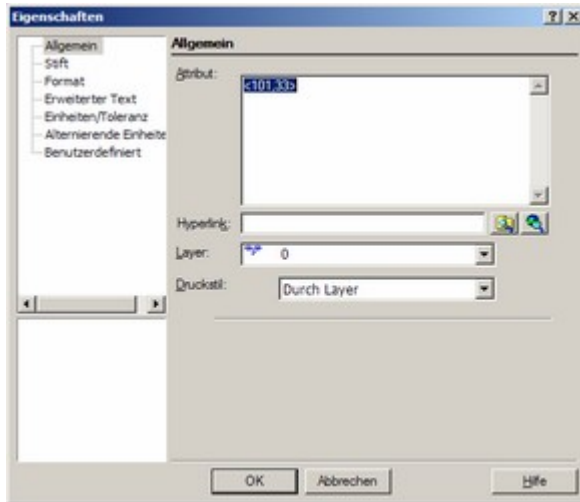 Eigenschaften
Allgemein
Stift
Format
Erweiterter Text
Einheiten/Toleranz
Alternierende Einheite
Benutzerdefiniert
Allgemein
Attribut:
<101,33>
Hyperlink:
Layer:
0
Druckstil:
Durch Layer
OK
Abbrechen
Hilfe